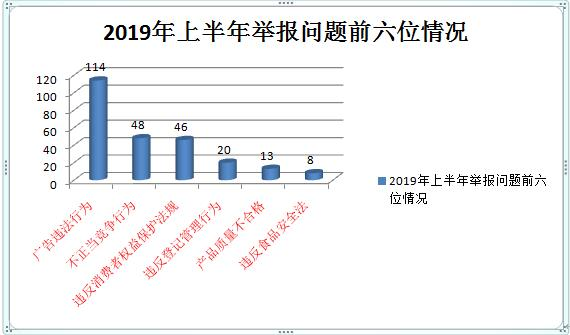 2019年上半年举报问题前六位情况
114
120
100
80
60
40
20
0
48
46
20
13
8
广告违法行为
不正当竞争行为
违反消费者权益保护法规
违反登记管理行为
产品质量不合格
违反食品安全法
2019年上半年举报问题前六
位情况